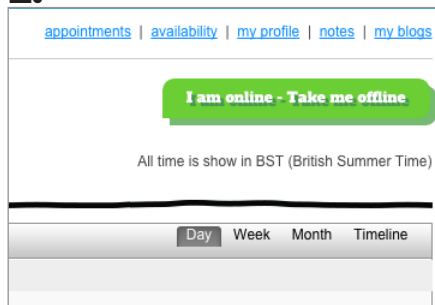 appointments | availability | my profile | notes | my blogs
I am online - Take me offline
All time is show in BST (British Summer Time)
Day Week Month Timeline